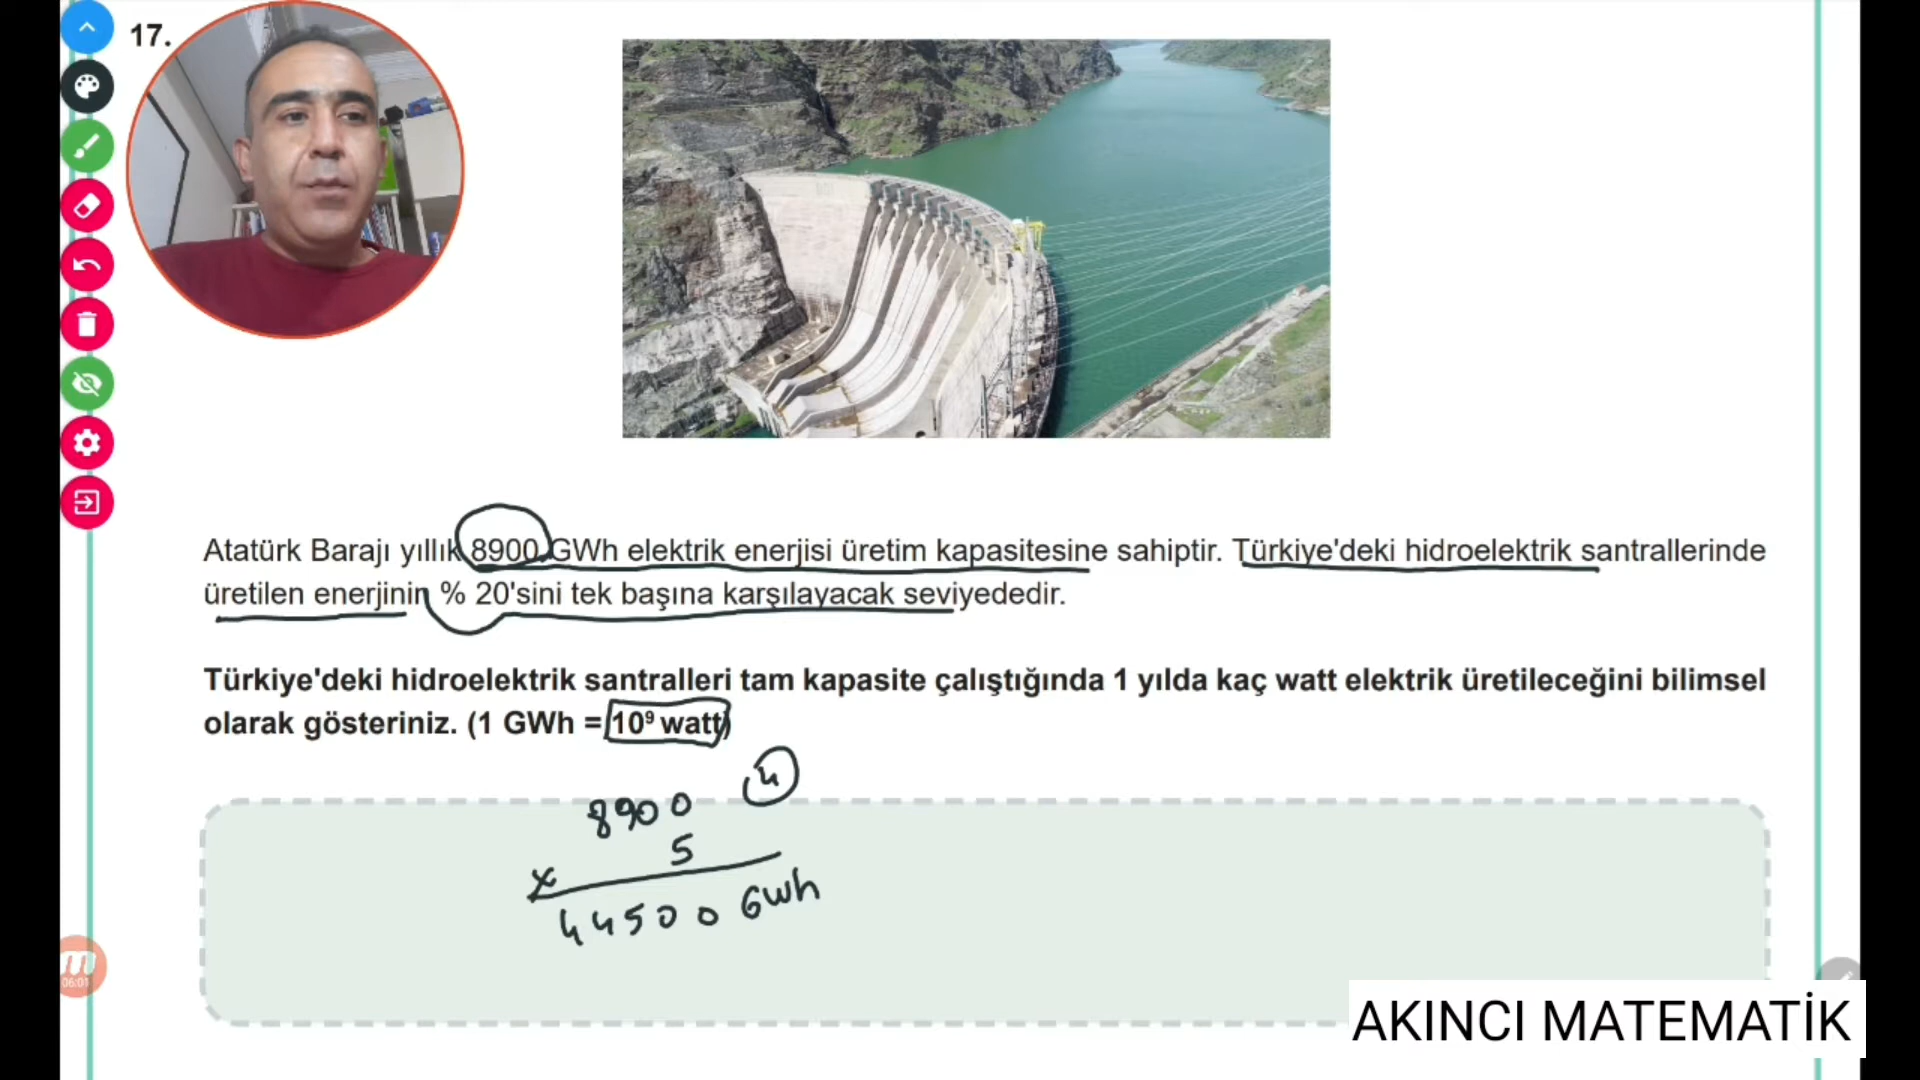 17.
Atatürk Barajı yıllık 8900 GWh elektrik enerjisi üretim kapasitesine sahiptir. Türkiye'deki hidroelektrik santrallerinde
üretilen enerjinin % 20'sini tek başına karşılayacak seviyededir.
Türkiye'deki hidroelektrik santralleri tam kapasite çalıştığında 1 yılda kaç watt elektrik üretileceğini bilimsel
olarak gösteriniz. (1 GWh = 10⁹ watt)
4
8900
5
x
44500 GWh
m
06:01
AKINCI MATEMATİK